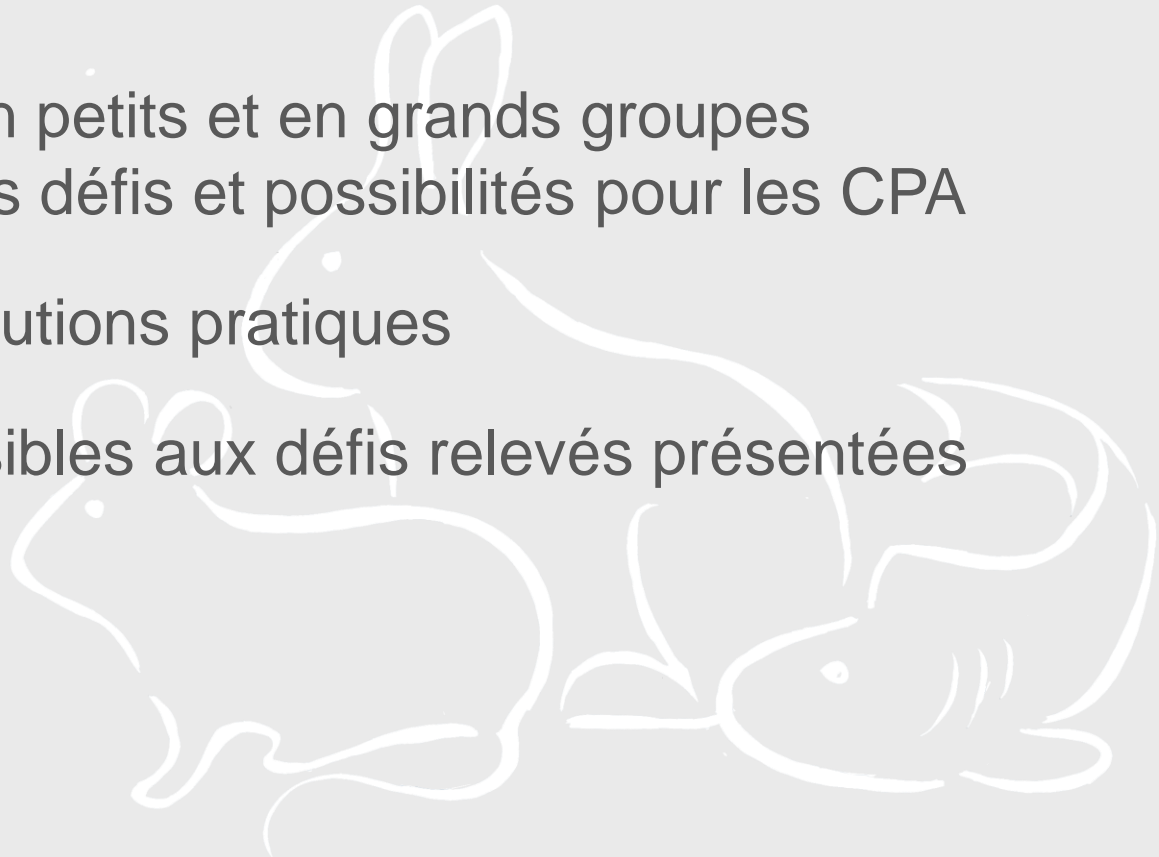 n petits et en grands groupes
s défis et possibilités pour les CPA
utions pratiques
sibles aux défis relevés présentées